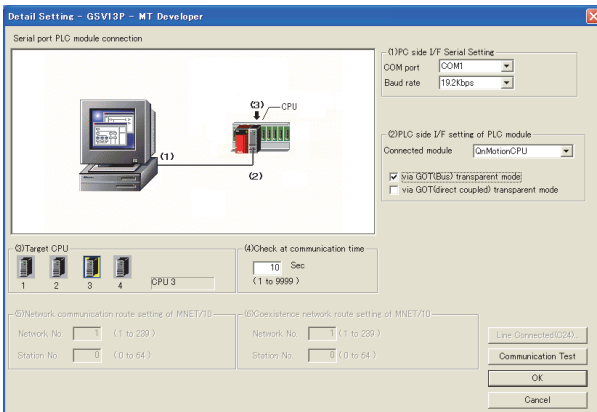 Detail Setting - GSV13P - MT Developer
Serial port PLC module connection
(3)
CPU
(1)
(2)
(1)PC side I/F Serial Setting
COM port COM1
Baud rate 19.2Kbps
(2)PLC side I/F setting of PLC module
Connected module QnMotionCPU
via GOT(Bus) transparent mode
via GOT(direct coupled) transparent mode
(3)Target CPU
1 2 3 4 CPU 3
(4)Check at communication time
10 Sec
(1 to 9999 )
(5)Network communication route setting of MNET/10
Network No. 1 (1 to 239 )
Station No. 0 (0 to 64 )
(6)Coexistence network route setting of MNET/10
Network No. 1 (1 to 239 )
Station No. 0 (0 to 64 )
Line Connected(Q24)...
Communication Test
OK
Cancel